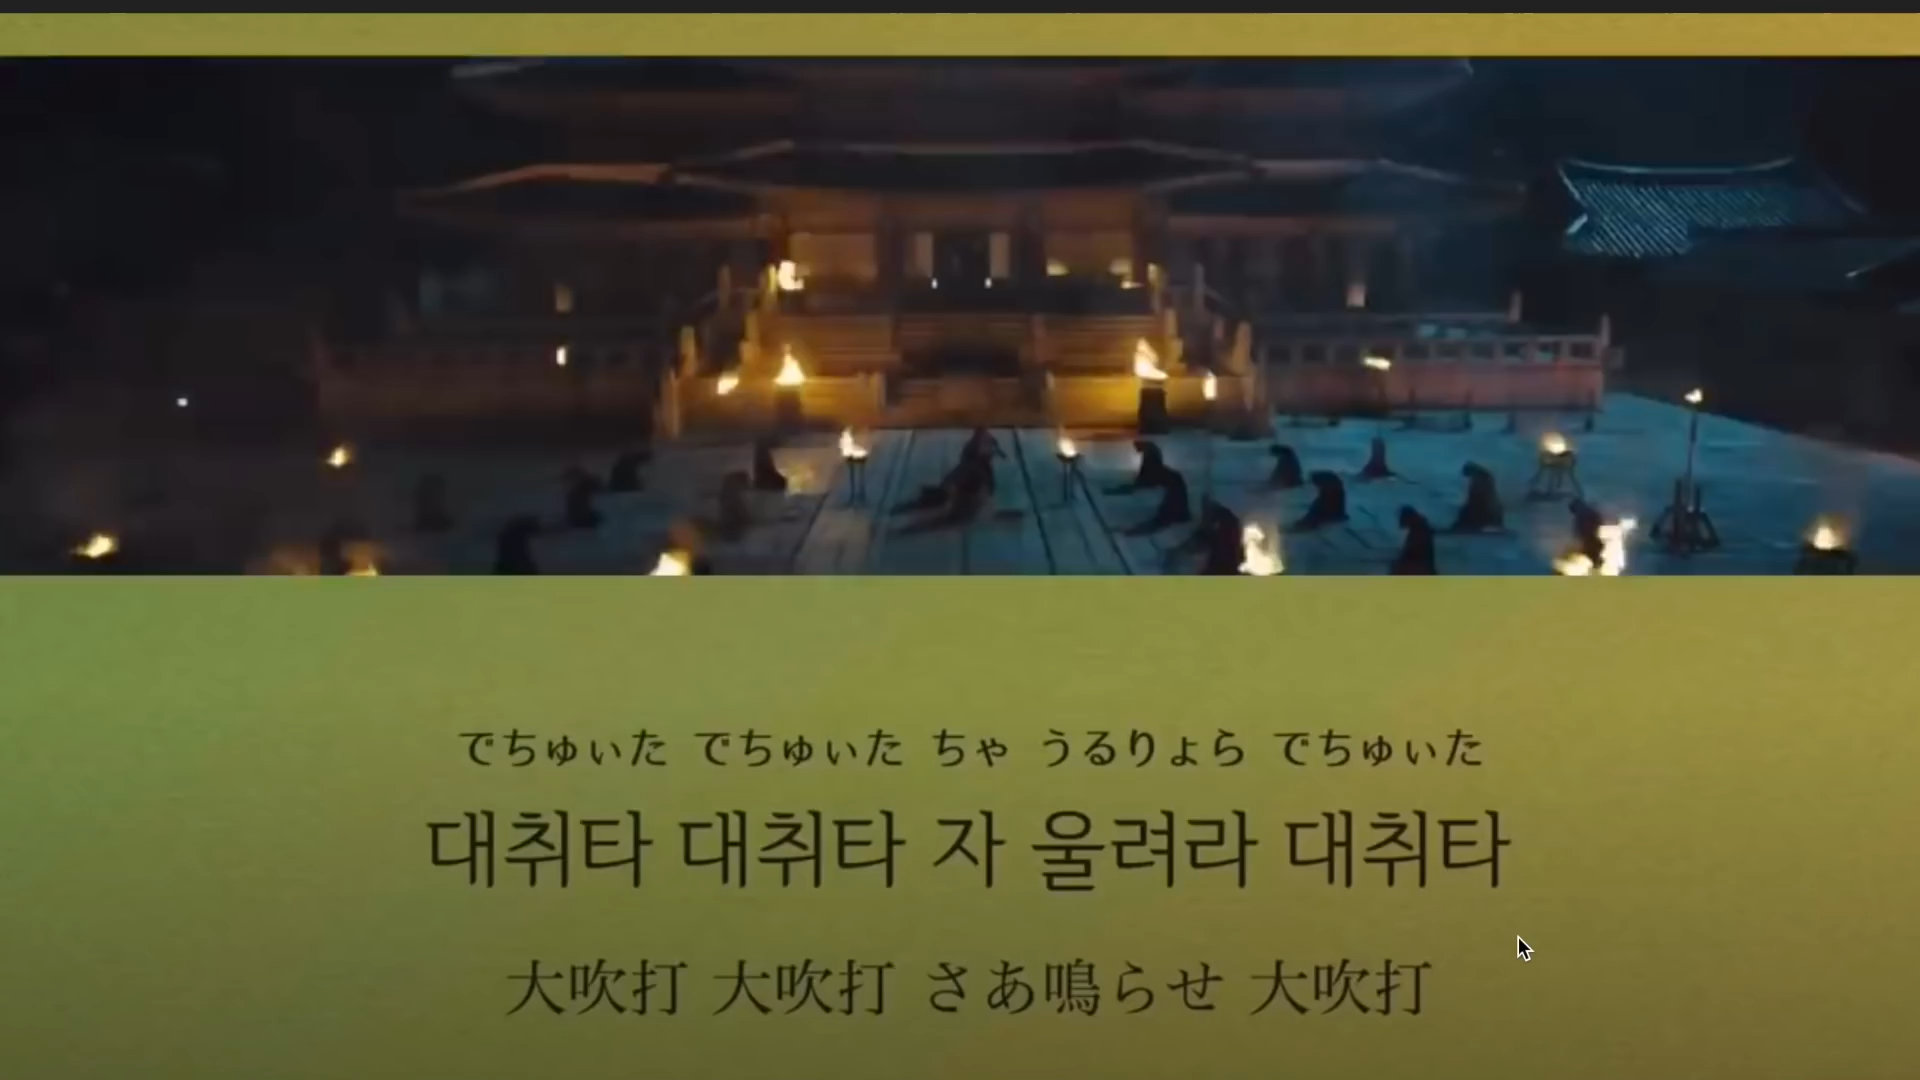 でちゅぃた でちゅぃた ちゃ うるりょら でちゅぃた
대취타 대취타 자 울려라 대취타
大吹打 大吹打 さあ鳴らせ 大吹打